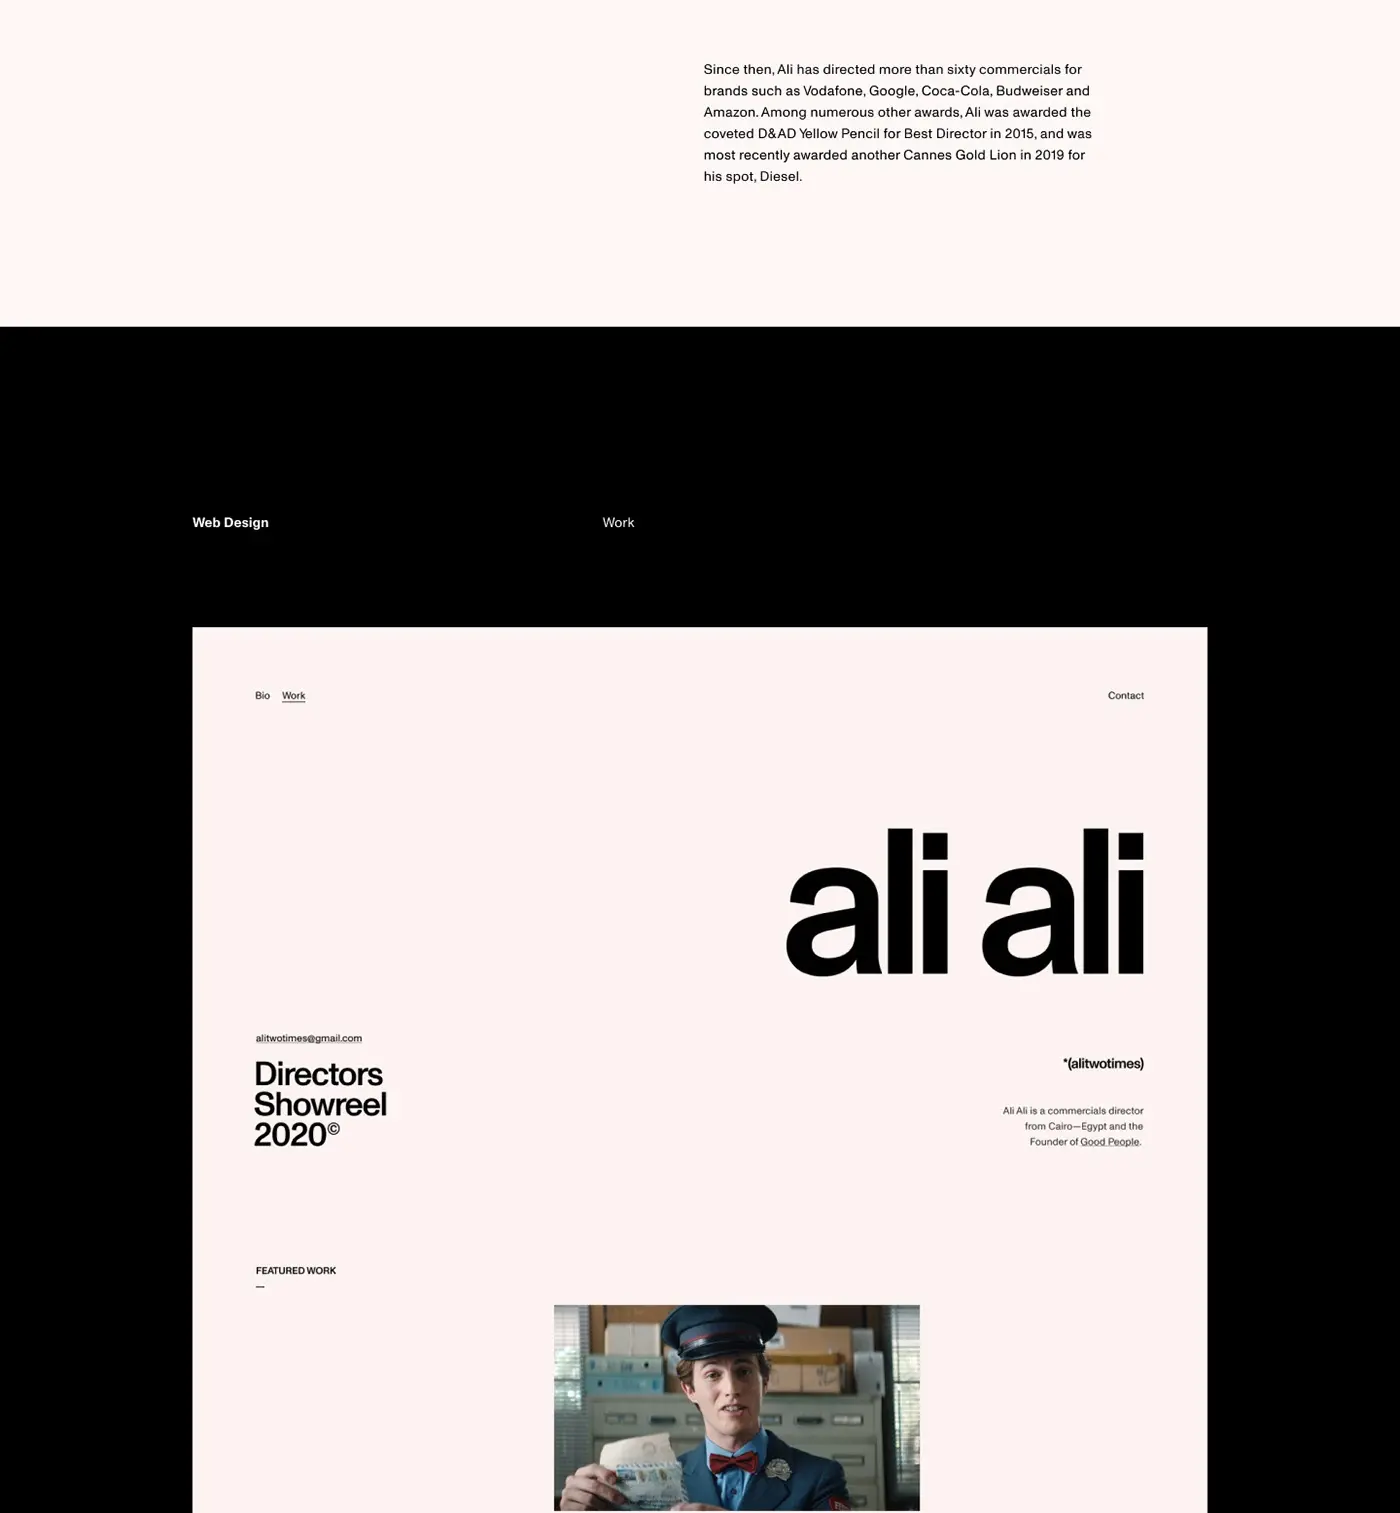 Since then, Ali has directed more than sixty commercials for
brands such as Vodafone, Google, Coca-Cola, Budweiser and
Amazon. Among numerous other awards, Ali was awarded the
coveted D&AD Yellow Pencil for Best Director in 2015, and was
most recently awarded another Cannes Gold Lion in 2019 for
his spot, Diesel.
Web Design
Work
Bio Work
Contact
ali ali
alitwotimes@gmail.com
Directors
Showreel
2020©
*(alitwotimes)
Ali Ali is a commercials director
from Cairo—Egypt and the
Founder of Good People.
FEATURED WORK
—